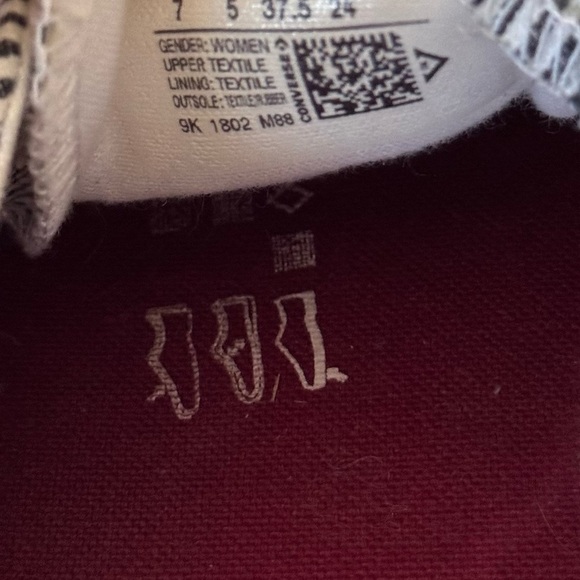 7 5 37.5 24
GENDER: WOMEN
UPPER TEXTILE
LINING: TEXTILE
OUTSOLE: TEXTILE/RUBBER
9K 1802 M88
CONVERSE